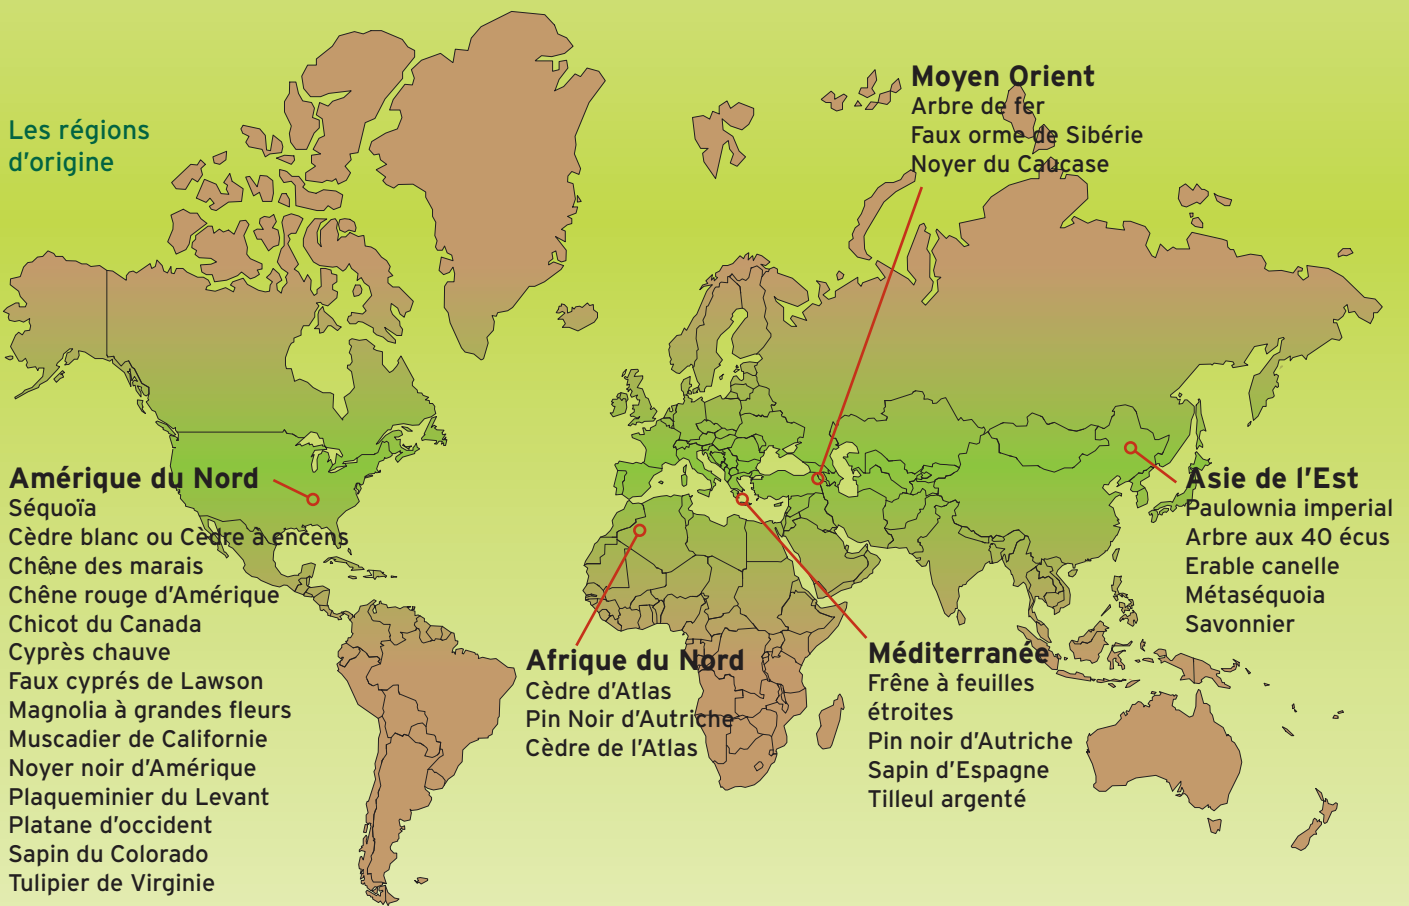 Les régions
d'origine
Moyen Orient
Arbre de fer
Faux orme de Sibérie
Noyer du Caucase
Amérique du Nord
Séquoïa
Cèdre blanc ou Cèdre à encens
Chêne des marais
Chêne rouge d'Amérique
Chicot du Canada
Cyprès chauve
Faux cyprés de Lawson
Magnolia à grandes fleurs
Muscadier de Californie
Noyer noir d'Amérique
Plaqueminier du Levant
Platane d'occident
Sapin du Colorado
Tulipier de Virginie
Afrique du Nord
Cèdre d'Atlas
Pin Noir d'Autriche
Cèdre de l'Atlas
Méditerranée
Frêne à feuilles
étroites
Pin noir d'Autriche
Sapin d'Espagne
Tilleul argenté
Asie de l'Est
Paulownia imperial
Arbre aux 40 écus
Erable canelle
Métaséquoia
Savonnier